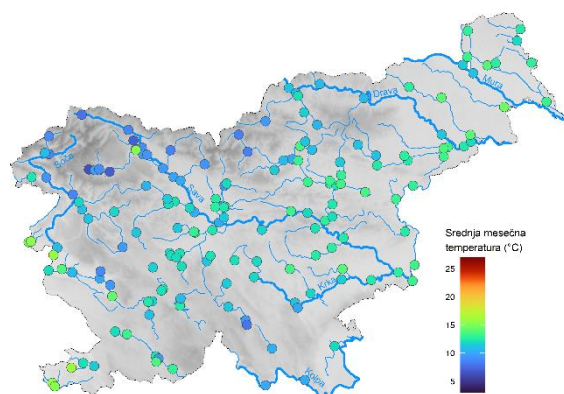 Mura
Drava
Soča
Sava
Krka
Kolpa
Srednja mesečna
temperatura (°C)
25
20
15
10
5